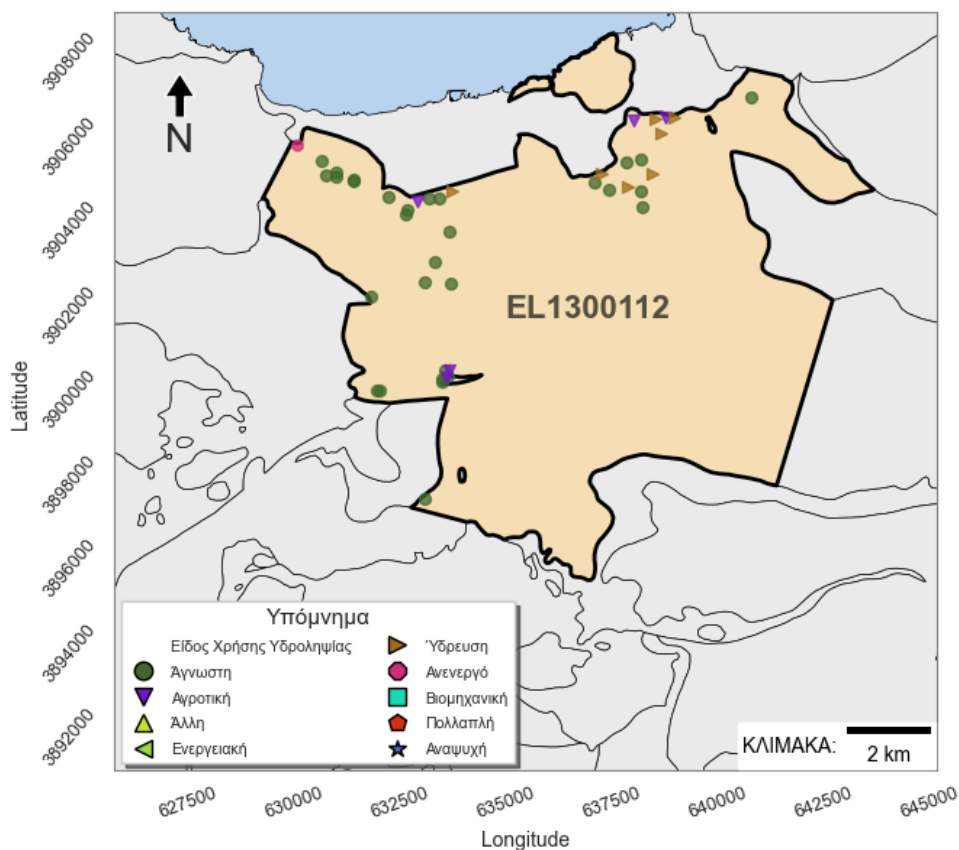 3908000
3906000
3904000
3902000
3900000
3898000
3896000
3894000
3892000
Latitude
N
EL1300112
Υπόμνημα
Είδος Χρήσης Υδροληψίας
Άγνωστη
Αγροτική
Άλλη
Ενεργειακή
Ύδρευση
Ανενεργό
Βιομηχανική
Πολλαπλή
Αναψυχή
ΚΛΙΜΑΚΑ:
2 km
627500
630000
632500
635000
637500
640000
642500
645000
Longitude